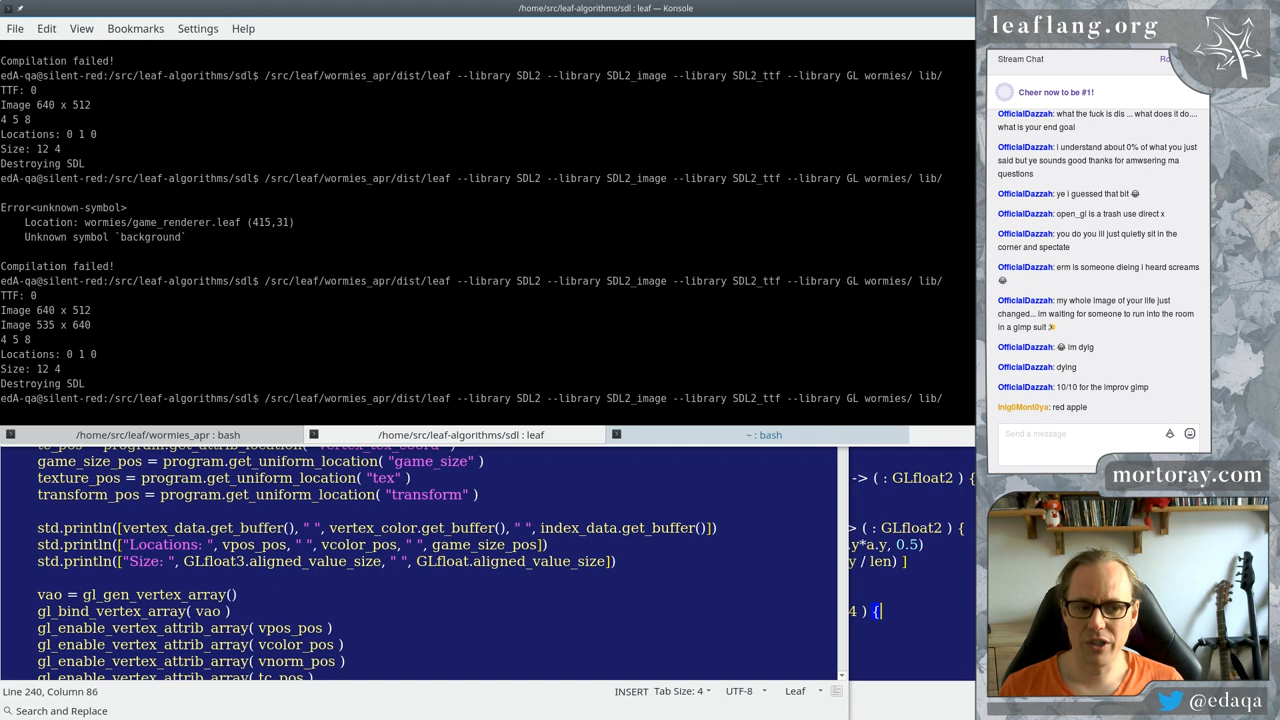 /home/src/leaf-algorithms/sdl : leaf — Konsole
File Edit View Bookmarks Settings Help
Compilation failed!
edA-qa@silent-red:/src/leaf-algorithms/sdl$ /src/leaf/wormies_apr/dist/leaf --library SDL2 --library SDL2_image --library SDL2_ttf --library GL wormies/ lib/
TTF: 0
Image 640 x 512
4 5 8
Locations: 0 1 0
Size: 12 4
Destroying SDL
edA-qa@silent-red:/src/leaf-algorithms/sdl$ /src/leaf/wormies_apr/dist/leaf --library SDL2 --library SDL2_image --library SDL2_ttf --library GL wormies/ lib/
Error<unknown-symbol>
Location: wormies/game_renderer.leaf (415,31)
Unknown symbol `background`
Compilation failed!
edA-qa@silent-red:/src/leaf-algorithms/sdl$ /src/leaf/wormies_apr/dist/leaf --library SDL2 --library SDL2_image --library SDL2_ttf --library GL wormies/ lib/
TTF: 0
Image 640 x 512
Image 535 x 640
4 5 8
Locations: 0 1 0
Size: 12 4
Destroying SDL
edA-qa@silent-red:/src/leaf-algorithms/sdl$ /src/leaf/wormies_apr/dist/leaf --library SDL2 --library SDL2_image --library SDL2_ttf --library GL wormies/ lib/
/home/src/leaf/wormies_apr : bash
/home/src/leaf-algorithms/sdl : leaf
~ : bash
game_size_pos = program.get_uniform_location( "game_size" )
texture_pos = program.get_uniform_location( "tex" )
transform_pos = program.get_uniform_location( "transform" )
std.println([vertex_data.get_buffer(), " ", vertex_color.get_buffer(), " ", index_data.get_buffer()])
std.println(["Locations: ", vpos_pos, " ", vcolor_pos, " ", game_size_pos])
std.println(["Size: ", GLfloat3.aligned_value_size, " ", GLfloat.aligned_value_size])
vao = gl_gen_vertex_array()
gl_bind_vertex_array( vao )
gl_enable_vertex_attrib_array( vpos_pos )
gl_enable_vertex_attrib_array( vcolor_pos )
gl_enable_vertex_attrib_array( vnorm_pos )
gl_enable_vertex_attrib_array( tc_pos )
-> ( : GLfloat2 ) {
> ( : GLfloat2 ) {
y*a.y, 0.5)
y / len) ]
4 ) {
Line 240, Column 86
INSERT Tab Size: 4 UTF-8 Leaf
Search and Replace
leaflang.org
Stream Chat
Ro
Cheer now to be #1!
OfficialDazzah: what the fuck is dis ... what does it do....
what is your end goal
OfficialDazzah: i understand about 0% of what you just
said but ye sounds good thanks for amwsering ma
questions
OfficialDazzah: ye i guessed that bit 😂
OfficialDazzah: open_gl is a trash use direct x
OfficialDazzah: you do you ill just quietly sit in the
corner and spectate
OfficialDazzah: erm is someone dieing i heard screams
😂
OfficialDazzah: my whole image of your life just
changed... im waiting for someone to run into the room
in a gimp suit
OfficialDazzah: 😂 im dyig
OfficialDazzah: dying
OfficialDazzah: 10/10 for the improv gimp
Inig0Mont0ya: red apple
Send a message
mortoray.com
@edaqa